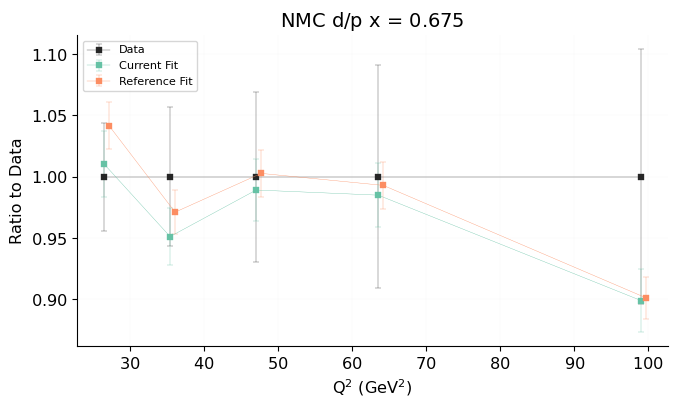 NMC d/p x = 0.675
Data
Current Fit
Reference Fit
Ratio to Data
1.10
1.05
1.00
0.95
0.90
30 40 50 60 70 80 90 100
Q² (GeV²)